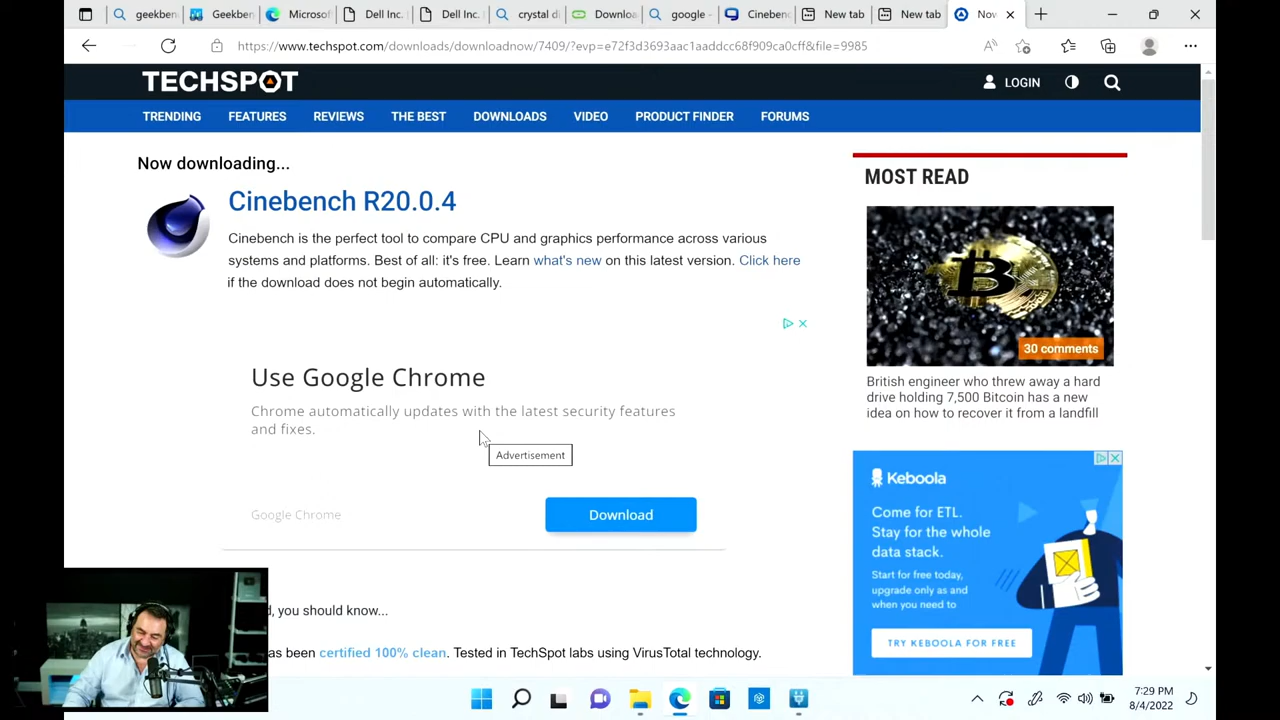 geekben
Geekben
Microsof
Dell Inc.
Dell Inc.
crystal di
Downloa
google
Cineben
New tab
New tab
Nov
https://www.techspot.com/downloads/downloadnow/7409/?evp=e72f3d3693aac1aaddcc68f909ca0cff&file=9985
TECHSPOT
LOGIN
TRENDING FEATURES REVIEWS THE BEST DOWNLOADS VIDEO PRODUCT FINDER FORUMS
Now downloading...
Cinebench R20.0.4
Cinebench is the perfect tool to compare CPU and graphics performance across various
systems and platforms. Best of all: it's free. Learn what's new on this latest version. Click here
if the download does not begin automatically.
Use Google Chrome
Chrome automatically updates with the latest security features
and fixes.
Advertisement
Google Chrome
Download
d, you should know...
as been certified 100% clean. Tested in TechSpot labs using VirusTotal technology.
MOST READ
30 comments
British engineer who threw away a hard
drive holding 7,500 Bitcoin has a new
idea on how to recover it from a landfill
Keboola
Come for ETL.
Stay for the whole
data stack.
Start for free today,
upgrade only as and
when you need to
TRY KEBOOLA FOR FREE
7:29 PM
8/4/2022